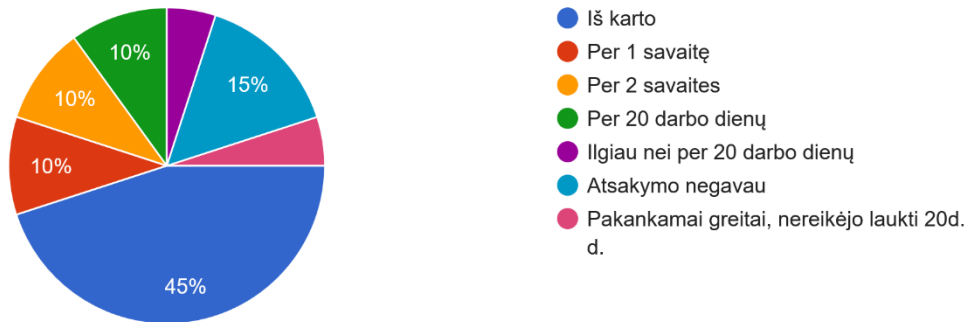 10%
15%
10%
10%
45%
Iš karto
Per 1 savaitę
Per 2 savaites
Per 20 darbo dienų
Ilgiau nei per 20 darbo dienų
Atsakymo negavau
Pakankamai greitai, nereikėjo laukti 20d.
d.